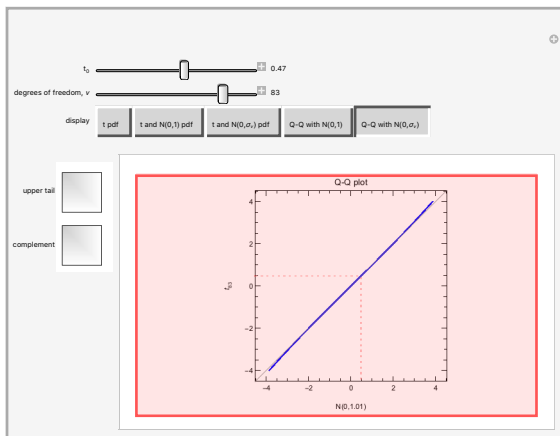 t₀ 0.47
degrees of freedom, ν 83
display t pdf t and N(0,1) pdf t and N(0,σᵥ) pdf Q-Q with N(0,1) Q-Q with N(0,σᵥ)
upper tail
complement
Q-Q plot
4
2
0
−2
−4
t₈₃
−4 −2 0 2 4
N(0,1.01)